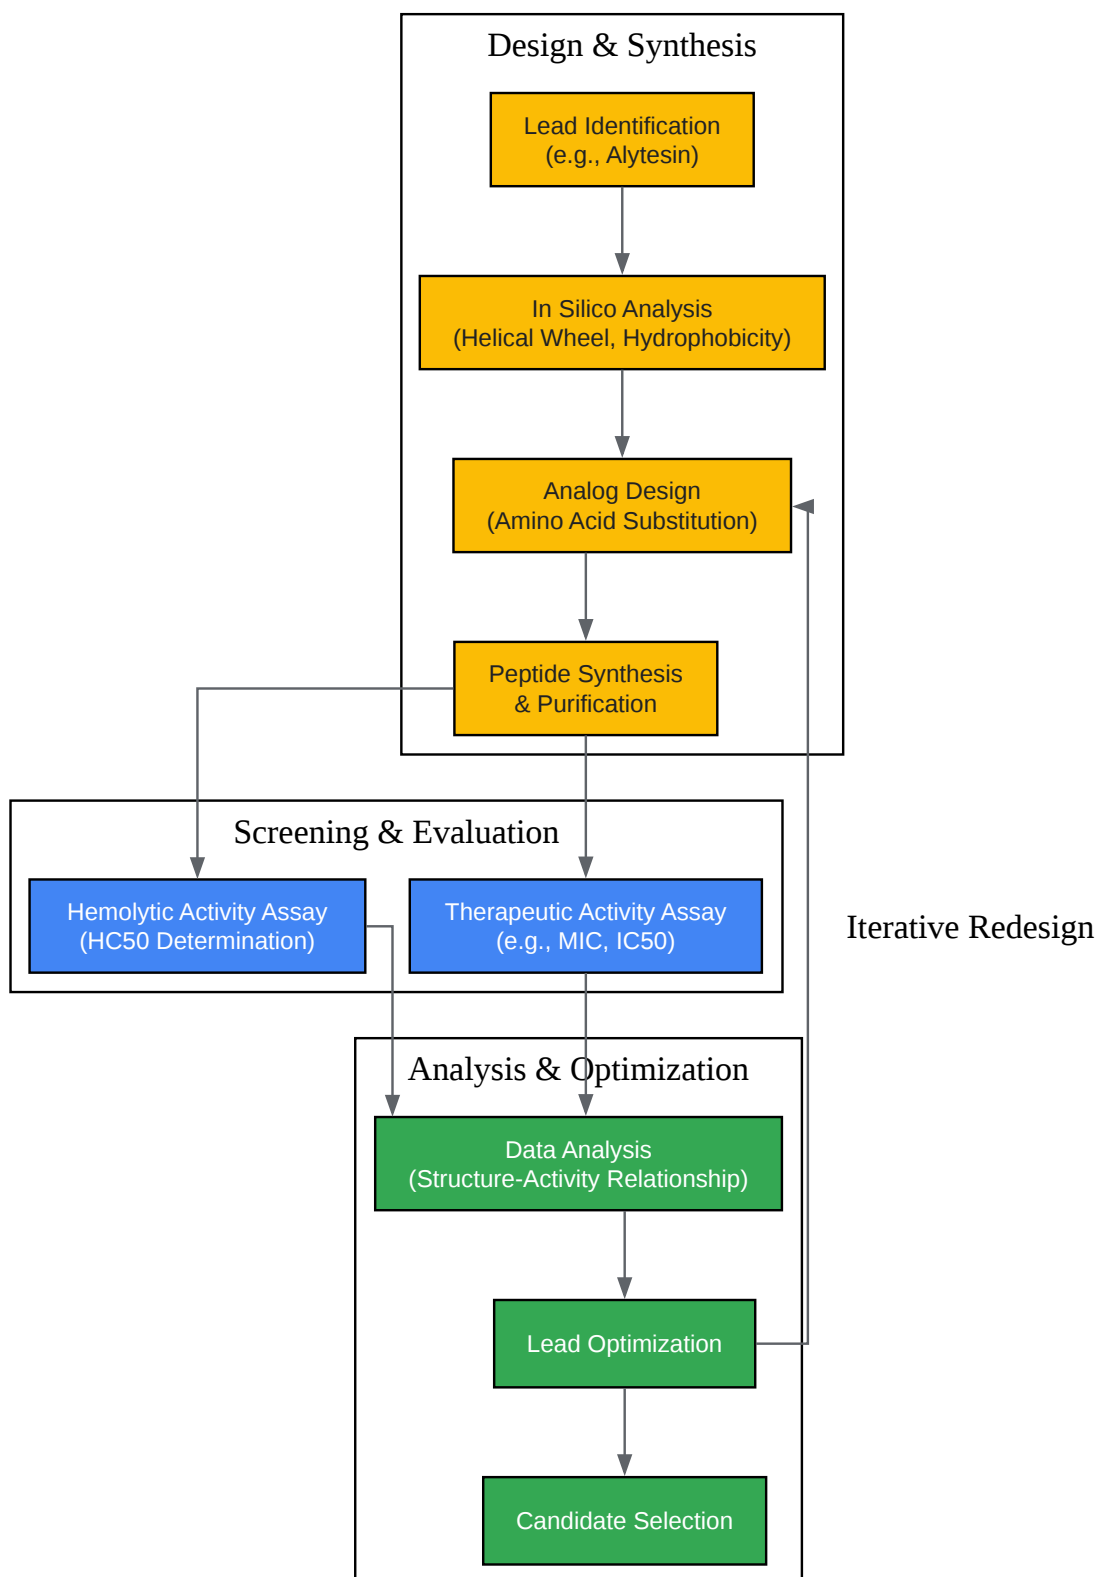 Design & Synthesis
Lead Identification
(e.g., Alytesin)
In Silico Analysis
(Helical Wheel, Hydrophobicity)
Analog Design
(Amino Acid Substitution)
Peptide Synthesis
& Purification
Screening & Evaluation
Hemolytic Activity Assay
(HC50 Determination)
Therapeutic Activity Assay
(e.g., MIC, IC50)
Iterative Redesign
Analysis & Optimization
Data Analysis
(Structure-Activity Relationship)
Lead Optimization
Candidate Selection